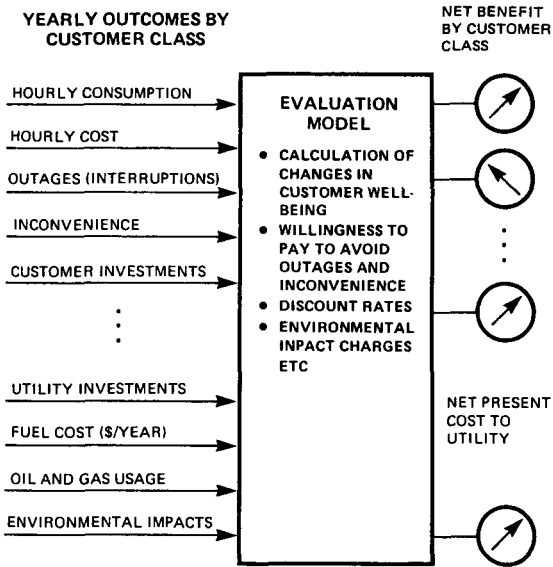 YEARLY OUTCOMES BY
CUSTOMER CLASS
HOURLY CONSUMPTION
HOURLY COST
OUTAGES (INTERRUPTIONS)
INCONVENIENCE
CUSTOMER INVESTMENTS
UTILITY INVESTMENTS
FUEL COST ($/YEAR)
OIL AND GAS USAGE
ENVIRONMENTAL IMPACTS
EVALUATION
MODEL
• CALCULATION OF
CHANGES IN
CUSTOMER WELL-
BEING
• WILLINGNESS TO
PAY TO AVOID
OUTAGES AND
INCONVENIENCE
• DISCOUNT RATES
• ENVIRONMENTAL
INPACT CHARGES
ETC
NET BENEFIT
BY CUSTOMER
CLASS
NET PRESENT
COST TO
UTILITY